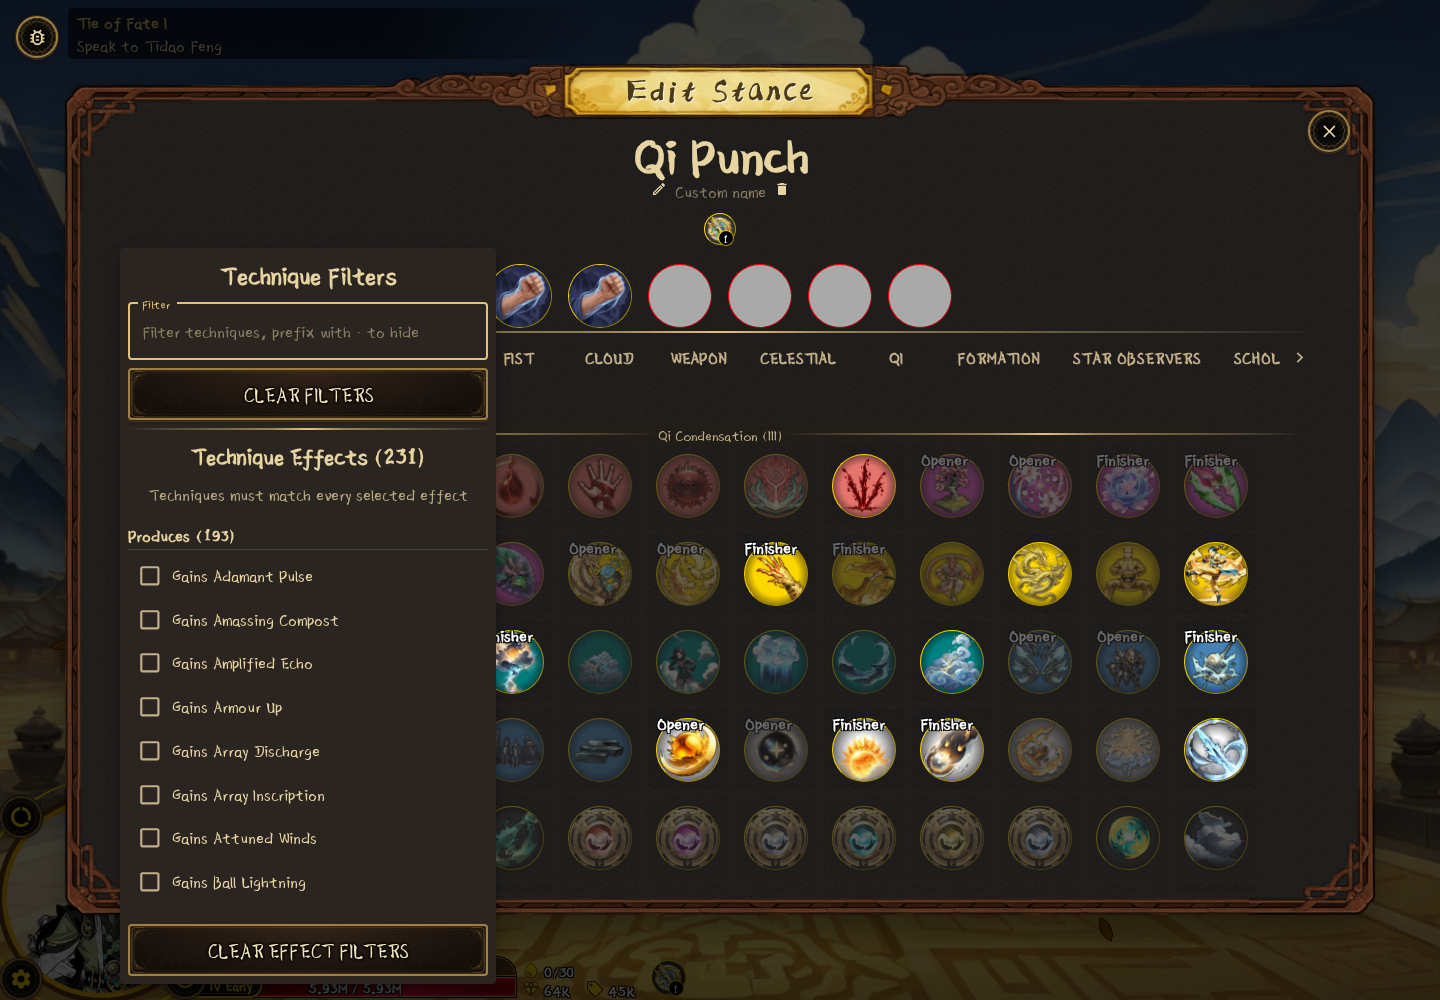 Tie of Fate I
Speak to Tidao Feng
Edit Stance
Qi Punch
Custom name
Technique Filters
Filter
Filter techniques, prefix with - to hide
CLEAR FILTERS
Technique Effects (231)
Techniques must match every selected effect
Produces (193)
Gains Adamant Pulse
Gains Amassing Compost
Gains Amplified Echo
Gains Armour Up
Gains Array Discharge
Gains Array Inscription
Gains Attuned Winds
Gains Ball Lightning
CLEAR EFFECT FILTERS
FIST CLOUD WEAPON CELESTIAL QI FORMATION STAR OBSERVERS SCHOL
Qi Condensation (III)
Opener Opener Finisher Finisher
Opener Opener Finisher Finisher
nisher Opener Opener Finisher
Opener Opener Finisher Finisher
IV Early
5.93M / 5.93M
0/30
64K 45K